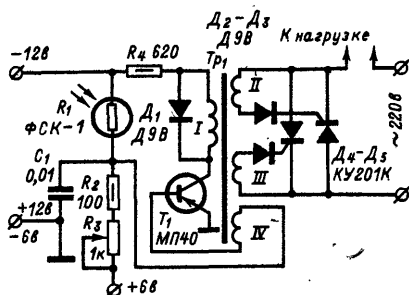 Д2-Д3
Д9В
К нагрузке
-12в
R4 620
Тр1
II
R1
ФСК-1
Д1
Д9В
I
~220в
C1
0,01
R2
100
III
Д4-Д5
КУ201К
+12в
-6в
R3
1к
Т1
МП40
IV
+6в